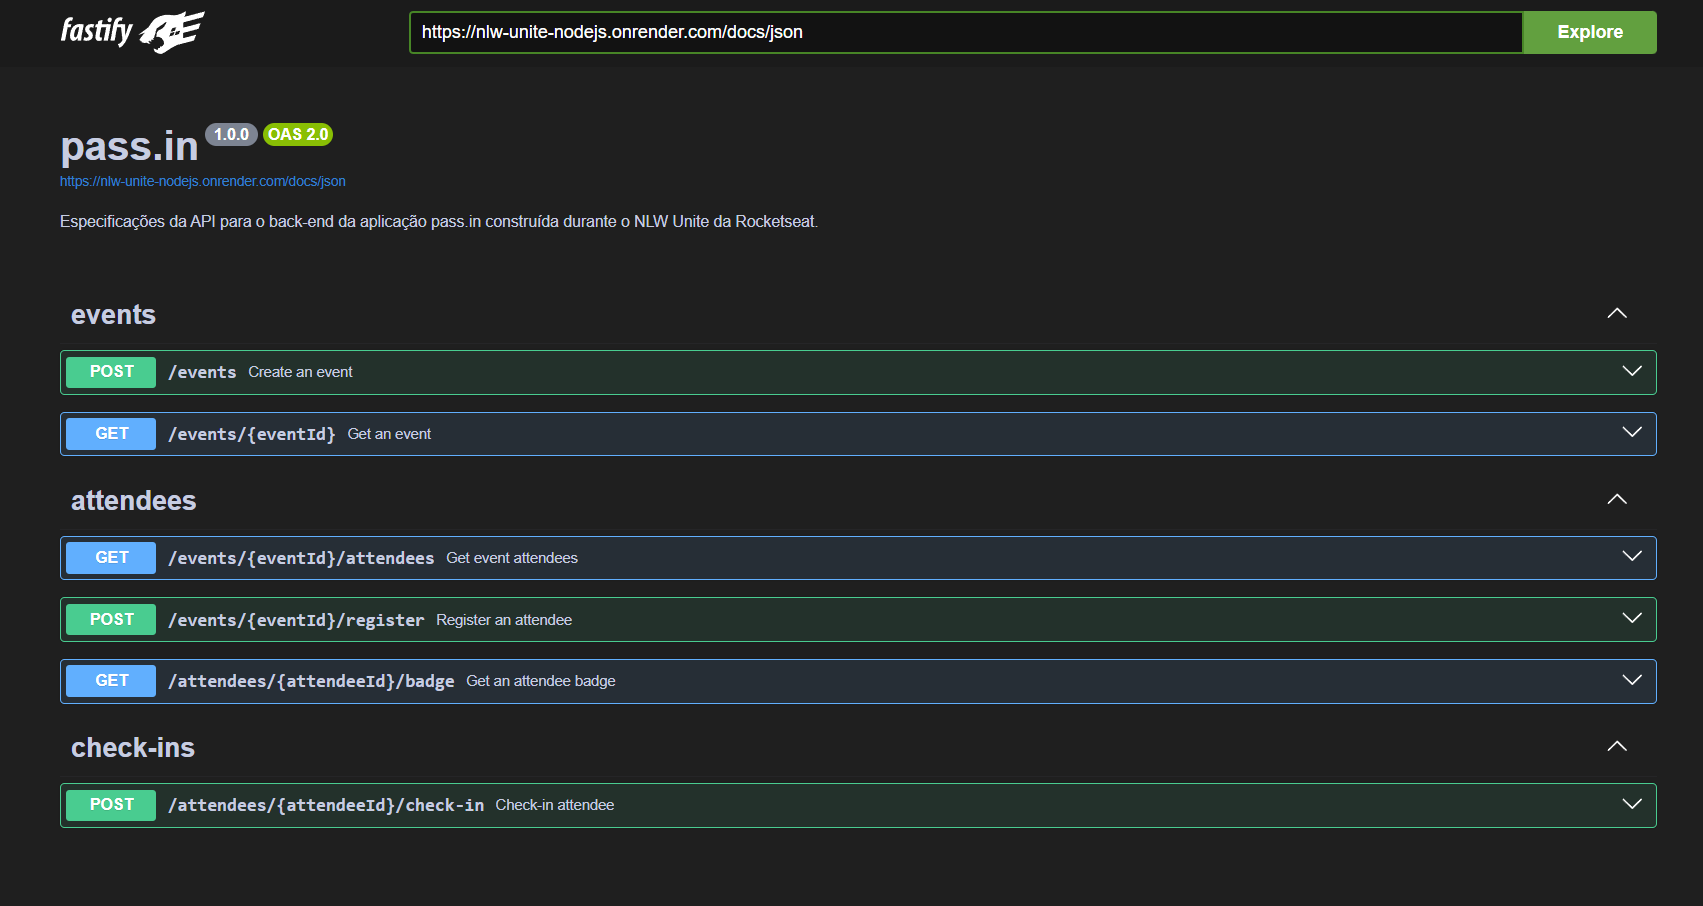 fastify
https://nlw-unite-nodejs.onrender.com/docs/json
Explore
pass.in 1.0.0 OAS 2.0
https://nlw-unite-nodejs.onrender.com/docs/json
Especificações da API para o back-end da aplicação pass.in construída durante o NLW Unite da Rocketseat.
events
POST /events Create an event
GET /events/{eventId} Get an event
attendees
GET /events/{eventId}/attendees Get event attendees
POST /events/{eventId}/register Register an attendee
GET /attendees/{attendeeId}/badge Get an attendee badge
check-ins
POST /attendees/{attendeeId}/check-in Check-in attendee